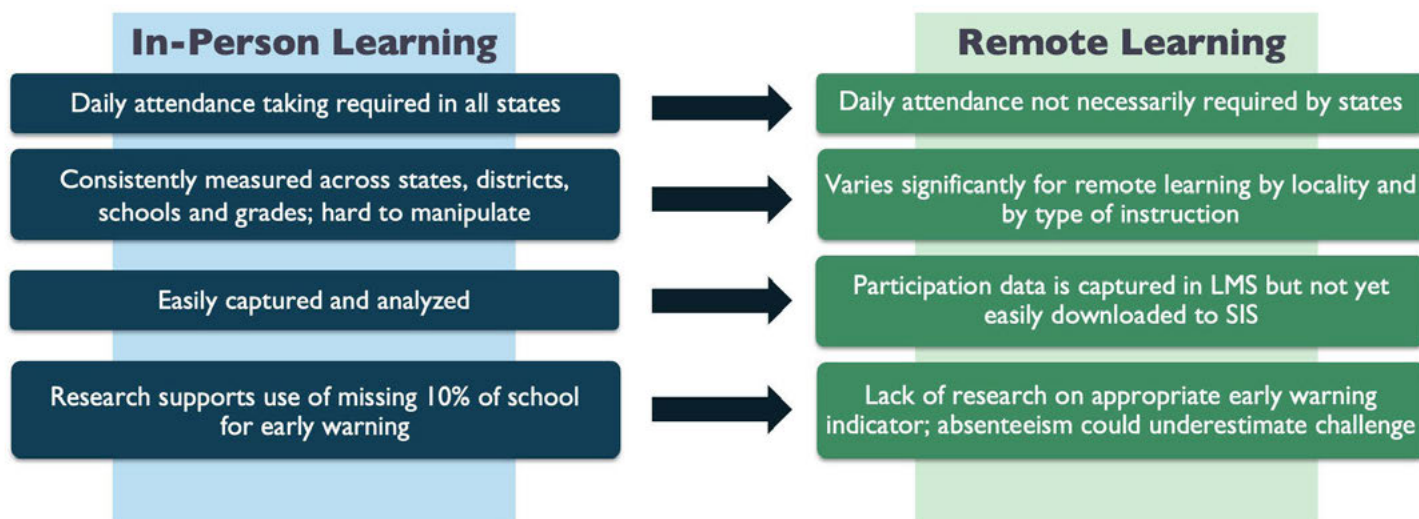 In-Person Learning
Remote Learning
Daily attendance taking required in all states
Daily attendance not necessarily required by states
Consistently measured across states, districts,
schools and grades; hard to manipulate
Varies significantly for remote learning by locality and
by type of instruction
Easily captured and analyzed
Participation data is captured in LMS but not yet
easily downloaded to SIS
Research supports use of missing 10% of school
for early warning
Lack of research on appropriate early warning
indicator; absenteeism could underestimate challenge